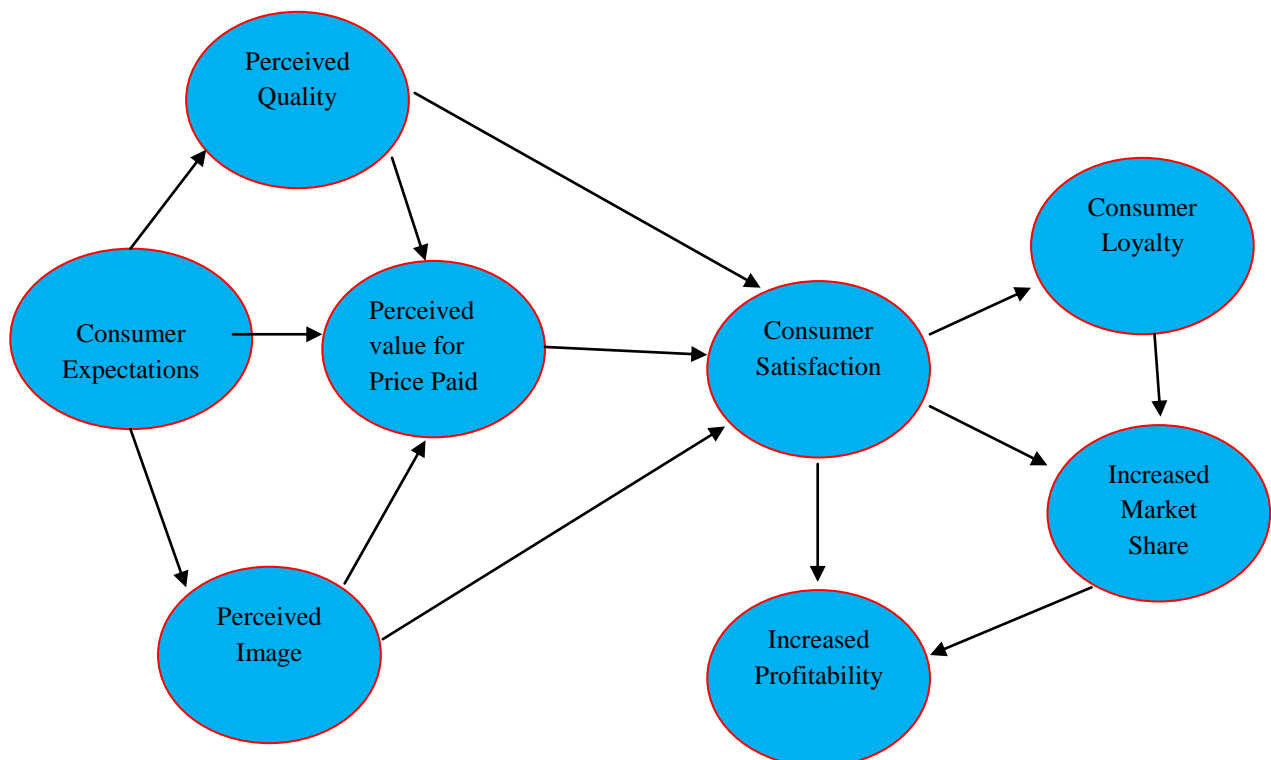 Perceived
Quality
Consumer
Loyalty
Consumer
Expectations
Perceived
value for
Price Paid
Consumer
Satisfaction
Increased
Market
Share
Perceived
Image
Increased
Profitability